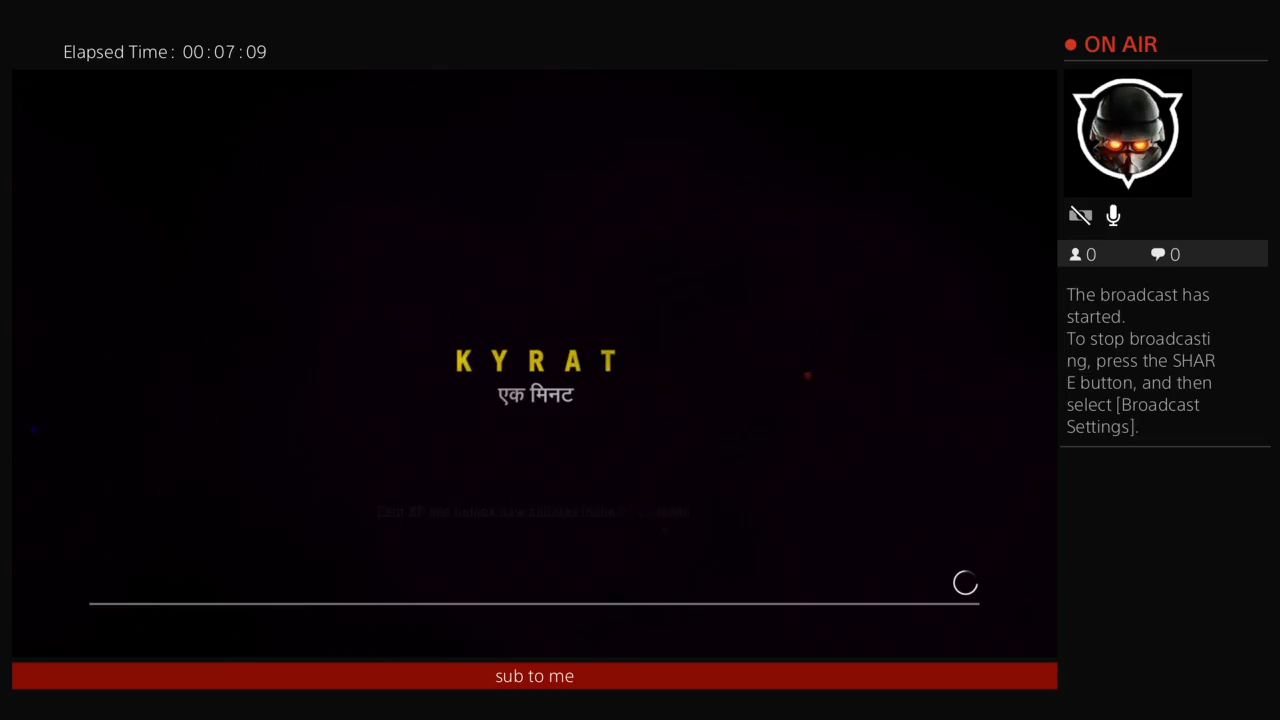 Elapsed Time: 00:07:09
ON AIR
0 0
The broadcast has
started.
To stop broadcasti
ng, press the SHAR
E button, and then
select [Broadcast
Settings].
KYRAT
एक मिनट
sub to me